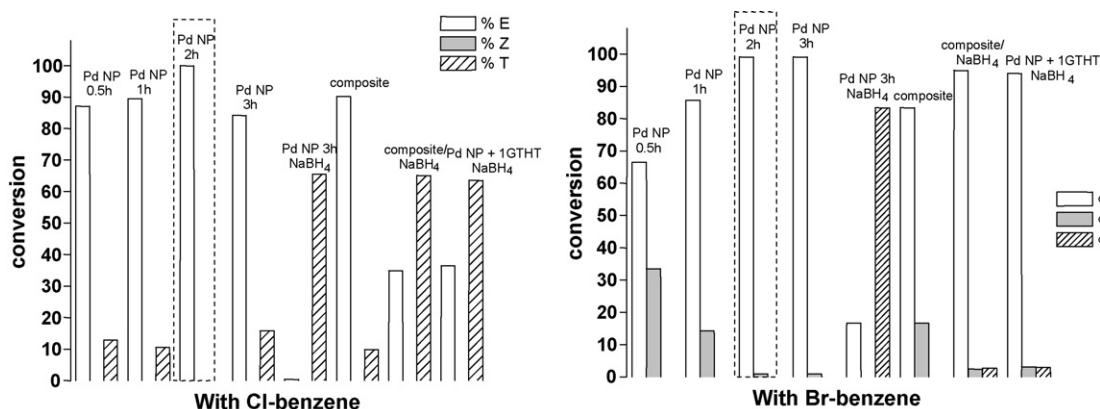 % E
% Z
% T
conversion
100
90
80
70
60
50
40
30
20
10
0
Pd NP
0.5h
Pd NP
1h
Pd NP
2h
Pd NP
3h
Pd NP 3h
NaBH4
composite
composite/
NaBH4
Pd NP + 1GTHT
NaBH4
With Cl-benzene
conversion
100
90
80
70
60
50
40
30
20
10
0
Pd NP
0.5h
Pd NP
1h
Pd NP
2h
Pd NP
3h
Pd NP 3h
NaBH4
composite
composite/
NaBH4
Pd NP + 1GTHT
NaBH4
With Br-benzene